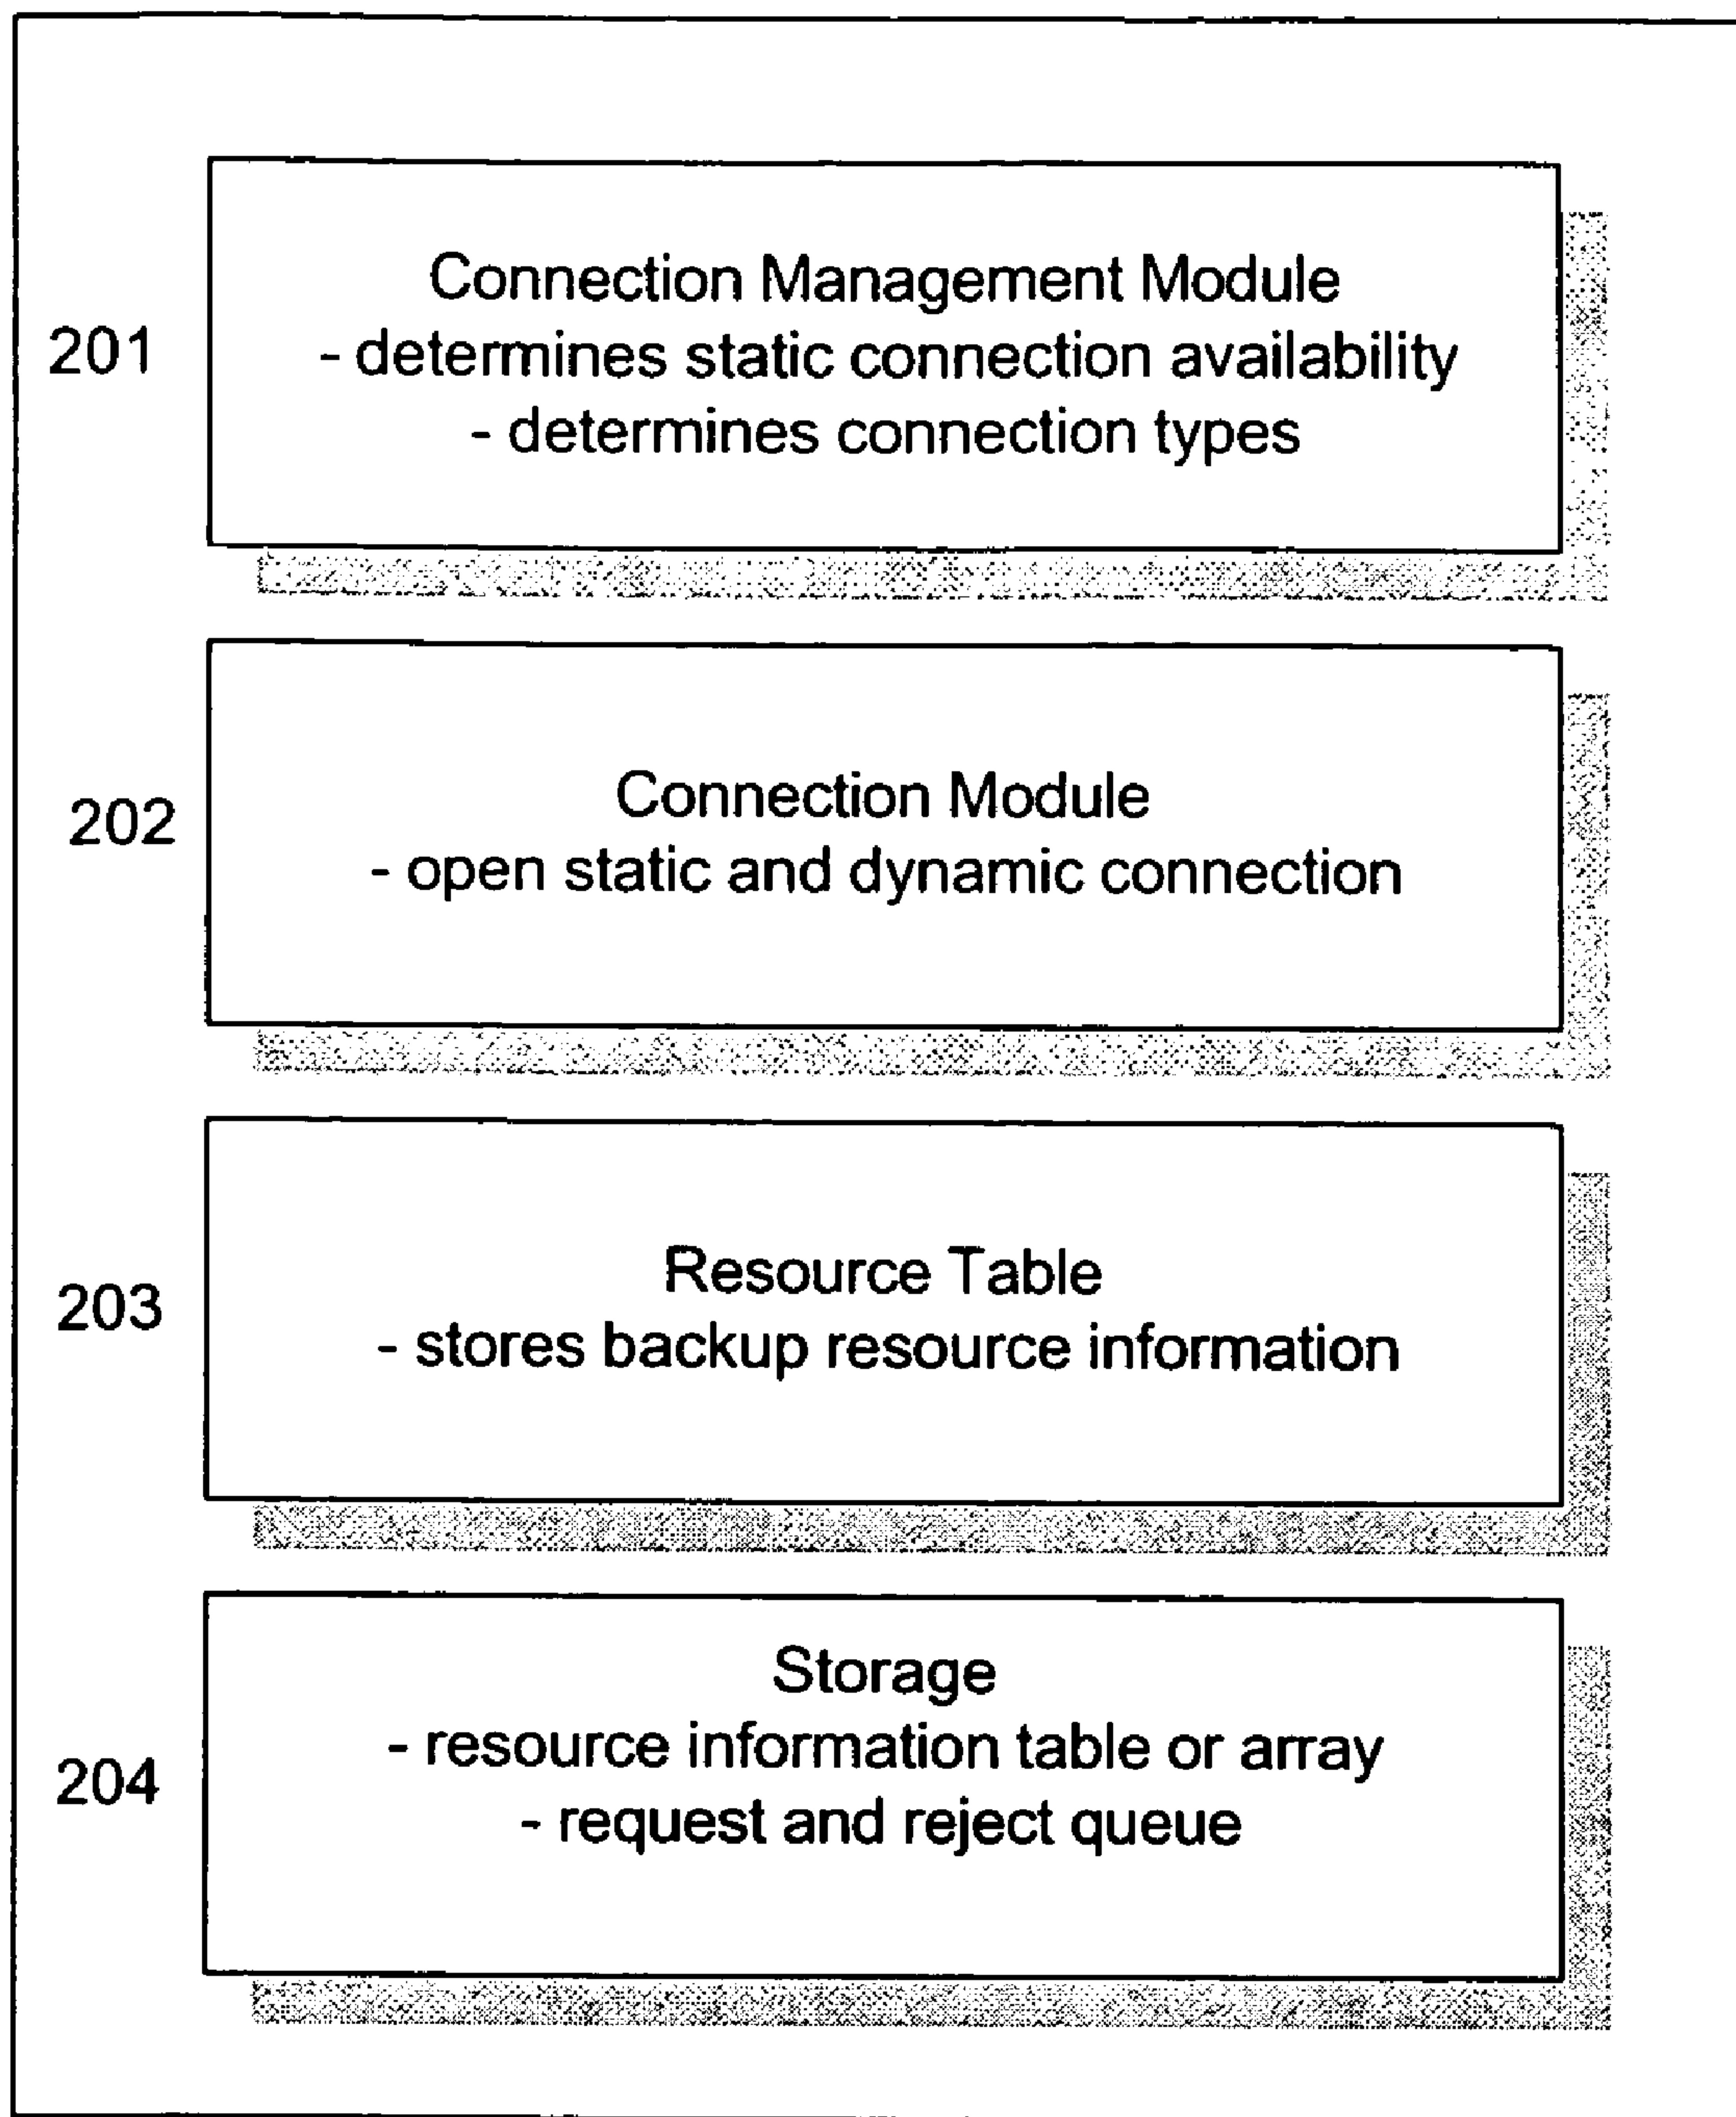 201
Connection Management Module
- determines static connection availability
- determines connection types
202
Connection Module
- open static and dynamic connection
203
Resource Table
- stores backup resource information
204
Storage
- resource information table or array
- request and reject queue